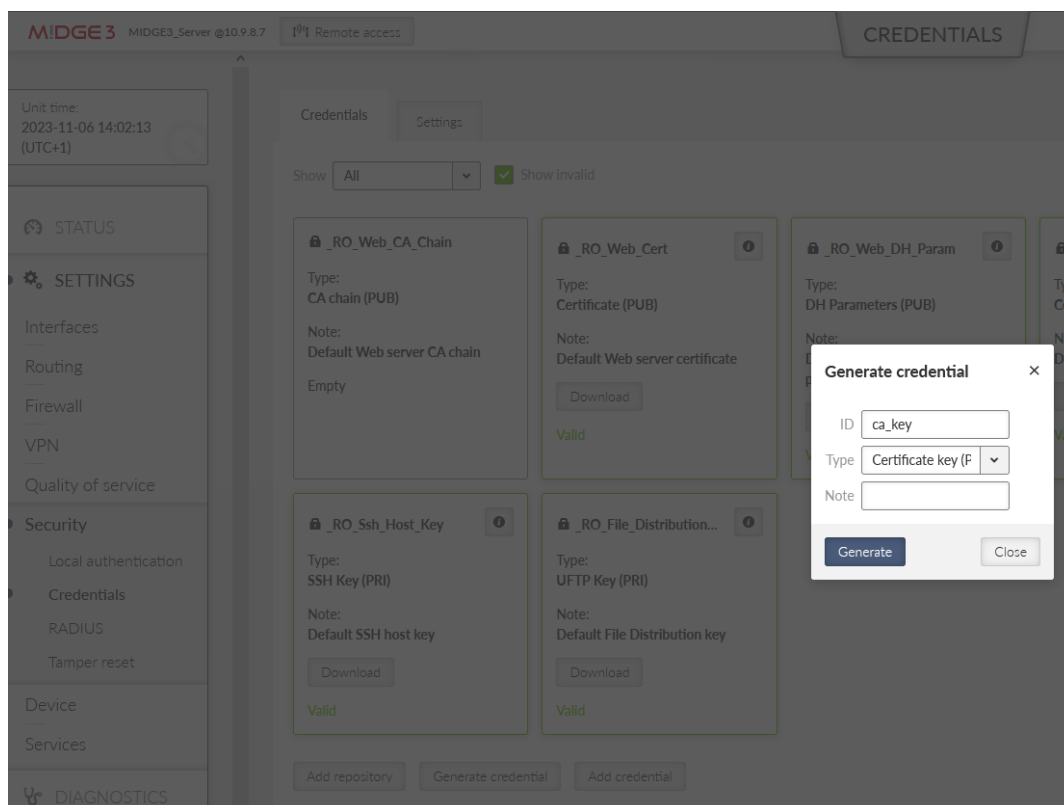 MIDGE3 MIDGE3_Server @10.9.8.7 Remote access CREDENTIALS
Unit time:
2023-11-06 14:02:13
(UTC+1)
STATUS
SETTINGS
Interfaces
Routing
Firewall
VPN
Quality of service
Security
Local authentication
Credentials
RADIUS
Tamper reset
Device
Services
DIAGNOSTICS
Credentials Settings
Show All Show invalid
_RO_Web_CA_Chain
Type:
CA chain (PUB)
Note:
Default Web server CA chain
Empty
_RO_Web_Cert
Type:
Certificate (PUB)
Note:
Default Web server certificate
Download
Valid
_RO_Web_DH_Param
Type:
DH Parameters (PUB)
Note:
_RO_Ssh_Host_Key
Type:
SSH Key (PRI)
Note:
Default SSH host key
Download
Valid
_RO_File_Distribution...
Type:
UFTP Key (PRI)
Note:
Default File Distribution key
Download
Valid
Add repository Generate credential Add credential
Generate credential
ID ca_key
Type Certificate key (P
Note
Generate Close